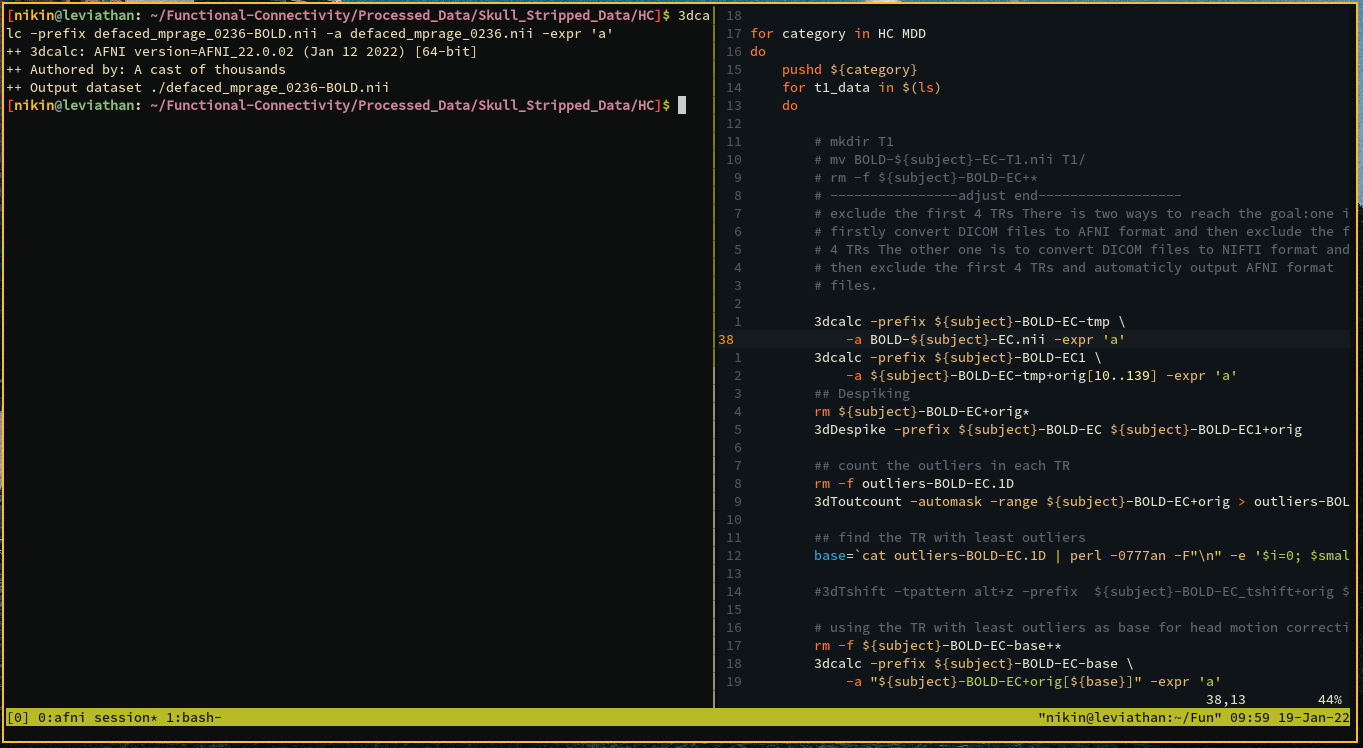 [nikin@leviathan: ~/Functional-Connectivity/Processed_Data/Skull_Stripped_Data/HC]$ 3dca
lc -prefix defaced_mprage_0236-BOLD.nii -a defaced_mprage_0236.nii -expr 'a'
++ 3dcalc: AFNI version=AFNI_22.0.02 (Jan 12 2022) [64-bit]
++ Authored by: A cast of thousands
++ Output dataset ./defaced_mprage_0236-BOLD.nii
[nikin@leviathan: ~/Functional-Connectivity/Processed_Data/Skull_Stripped_Data/HC]$
18
17 for category in HC MDD
16 do
15     pushd ${category}
14     for t1_data in $(ls)
13     do
12
11         # mkdir T1
10         # mv BOLD-${subject}-EC-T1.nii T1/
9         # rm -f ${subject}-BOLD-EC+*
8         # ----------------adjust end------------------
7         # exclude the first 4 TRs There is two ways to reach the goal:one i
6         # firstly convert DICOM files to AFNI format and then exclude the f
5         # 4 TRs The other one is to convert DICOM files to NIFTI format and
4         # then exclude the first 4 TRs and automaticly output AFNI format
3         # files.
2
1         3dcalc -prefix ${subject}-BOLD-EC-tmp \
38             -a BOLD-${subject}-EC.nii -expr 'a'
1         3dcalc -prefix ${subject}-BOLD-EC1 \
2             -a ${subject}-BOLD-EC-tmp+orig[10..139] -expr 'a'
3         ## Despiking
4         rm ${subject}-BOLD-EC+orig*
5         3dDespike -prefix ${subject}-BOLD-EC ${subject}-BOLD-EC1+orig
6
7         ## count the outliers in each TR
8         rm -f outliers-BOLD-EC.1D
9         3dToutcount -automask -range ${subject}-BOLD-EC+orig > outliers-BOL
10
11         ## find the TR with least outliers
12         base=`cat outliers-BOLD-EC.1D | perl -0777an -F"\n" -e '$i=0; $smal
13
14         #3dTshift -tpattern alt+z -prefix  ${subject}-BOLD-EC_tshift+orig $
15
16         # using the TR with least outliers as base for head motion correcti
17         rm -f ${subject}-BOLD-EC-base+*
18         3dcalc -prefix ${subject}-BOLD-EC-base \
19             -a "${subject}-BOLD-EC+orig[${base}]" -expr 'a'
38,13         44%
[0] 0:afni session* 1:bash- "nikin@leviathan:~/Fun" 09:59 19-Jan-22